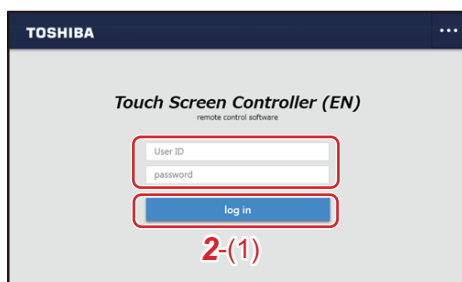 TOSHIBA
...
Touch Screen Controller (EN)
remote control software
User ID
password
log in
2-(1)